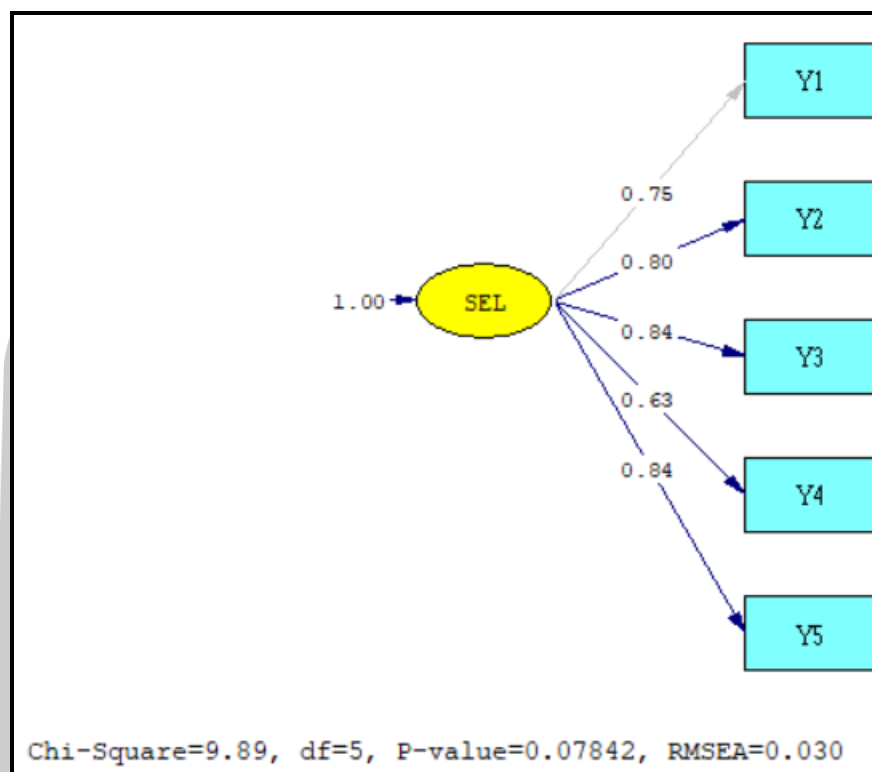 Y1
0.75
Y2
0.80
1.00
SEL
0.84
Y3
0.63
0.84
Y4
Y5
Chi-Square=9.89, df=5, P-value=0.07842, RMSEA=0.030